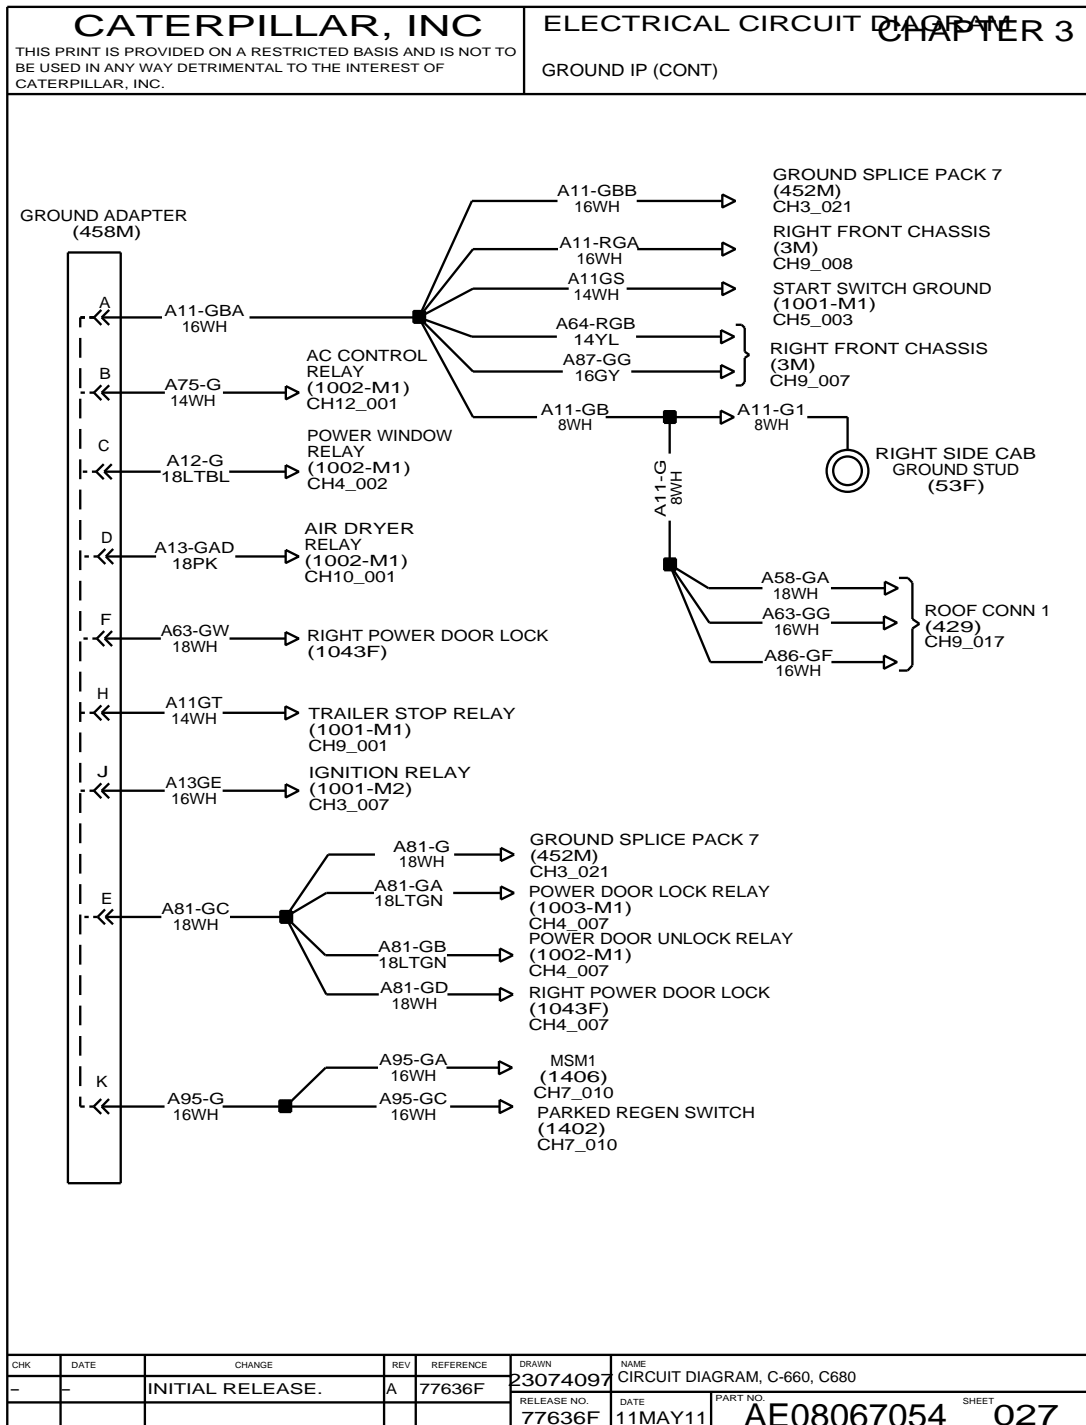 CATERPILLAR, INC
THIS PRINT IS PROVIDED ON A RESTRICTED BASIS AND IS NOT TO
BE USED IN ANY WAY DETRIMENTAL TO THE INTEREST OF
CATERPILLAR, INC.
ELECTRICAL CIRCUIT DIAGRAM
CHAPTER 3
GROUND IP (CONT)
GROUND ADAPTER
(458M)
A
A11-GBA
16WH
A11-GBB
16WH
GROUND SPLICE PACK 7
(452M)
CH3_021
A11-RGA
16WH
RIGHT FRONT CHASSIS
(3M)
CH9_008
A11GS
14WH
START SWITCH GROUND
(1001-M1)
CH5_003
A64-RGB
14YL
A87-GG
16GY
RIGHT FRONT CHASSIS
(3M)
CH9_007
A11-GB
8WH
A11-G1
8WH
RIGHT SIDE CAB
GROUND STUD
(53F)
A11-G
8WH
A58-GA
18WH
A63-GG
16WH
A86-GF
16WH
ROOF CONN 1
(429)
CH9_017
B
A75-G
14WH
AC CONTROL
RELAY
(1002-M1)
CH12_001
C
A12-G
18LTBL
POWER WINDOW
RELAY
(1002-M1)
CH4_002
D
A13-GAD
18PK
AIR DRYER
RELAY
(1002-M1)
CH10_001
F
A63-GW
18WH
RIGHT POWER DOOR LOCK
(1043F)
H
A11GT
14WH
TRAILER STOP RELAY
(1001-M1)
CH9_001
J
A13GE
16WH
IGNITION RELAY
(1001-M2)
CH3_007
E
A81-GC
18WH
A81-G
18WH
GROUND SPLICE PACK 7
(452M)
CH3_021
A81-GA
18LTGN
POWER DOOR LOCK RELAY
(1003-M1)
CH4_007
A81-GB
18LTGN
POWER DOOR UNLOCK RELAY
(1002-M1)
CH4_007
A81-GD
18WH
RIGHT POWER DOOR LOCK
(1043F)
CH4_007
K
A95-G
16WH
A95-GA
16WH
MSM1
(1406)
CH7_010
A95-GC
16WH
PARKED REGEN SWITCH
(1402)
CH7_010
CHK DATE CHANGE REV REFERENCE
– – INITIAL RELEASE. A 77636F
DRAWN
23074097
NAME
CIRCUIT DIAGRAM, C-660, C680
RELEASE NO.
77636F
DATE
11MAY11
PART NO.
AE08067054
SHEET
027